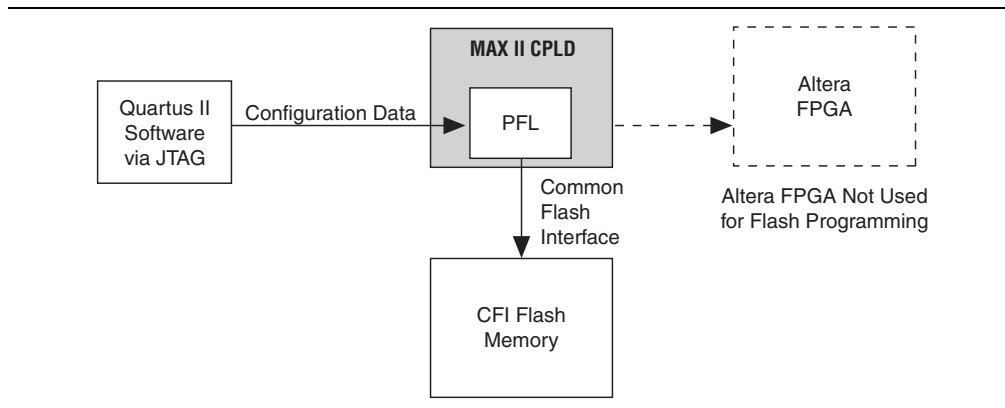 MAX II CPLD
Quartus II
Software
via JTAG
Configuration Data
PFL
Altera
FPGA
Common
Flash
Interface
Altera FPGA Not Used
for Flash Programming
CFI Flash
Memory